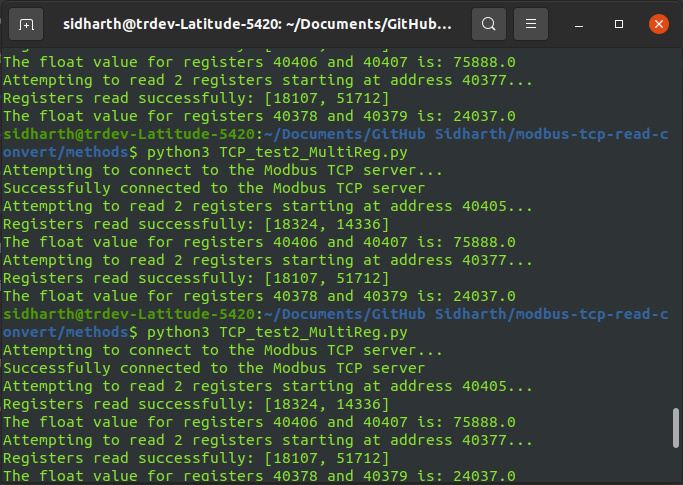 sidharth@trdev-Latitude-5420: ~/Documents/GitHub...
The float value for registers 40406 and 40407 is: 75888.0
Attempting to read 2 registers starting at address 40377...
Registers read successfully: [18107, 51712]
The float value for registers 40378 and 40379 is: 24037.0
sidharth@trdev-Latitude-5420:~/Documents/GitHub Sidharth/modbus-tcp-read-c
onvert/methods$ python3 TCP_test2_MultiReg.py
Attempting to connect to the Modbus TCP server...
Successfully connected to the Modbus TCP server
Attempting to read 2 registers starting at address 40405...
Registers read successfully: [18324, 14336]
The float value for registers 40406 and 40407 is: 75888.0
Attempting to read 2 registers starting at address 40377...
Registers read successfully: [18107, 51712]
The float value for registers 40378 and 40379 is: 24037.0
sidharth@trdev-Latitude-5420:~/Documents/GitHub Sidharth/modbus-tcp-read-c
onvert/methods$ python3 TCP_test2_MultiReg.py
Attempting to connect to the Modbus TCP server...
Successfully connected to the Modbus TCP server
Attempting to read 2 registers starting at address 40405...
Registers read successfully: [18324, 14336]
The float value for registers 40406 and 40407 is: 75888.0
Attempting to read 2 registers starting at address 40377...
Registers read successfully: [18107, 51712]
The float value for registers 40378 and 40379 is: 24037.0